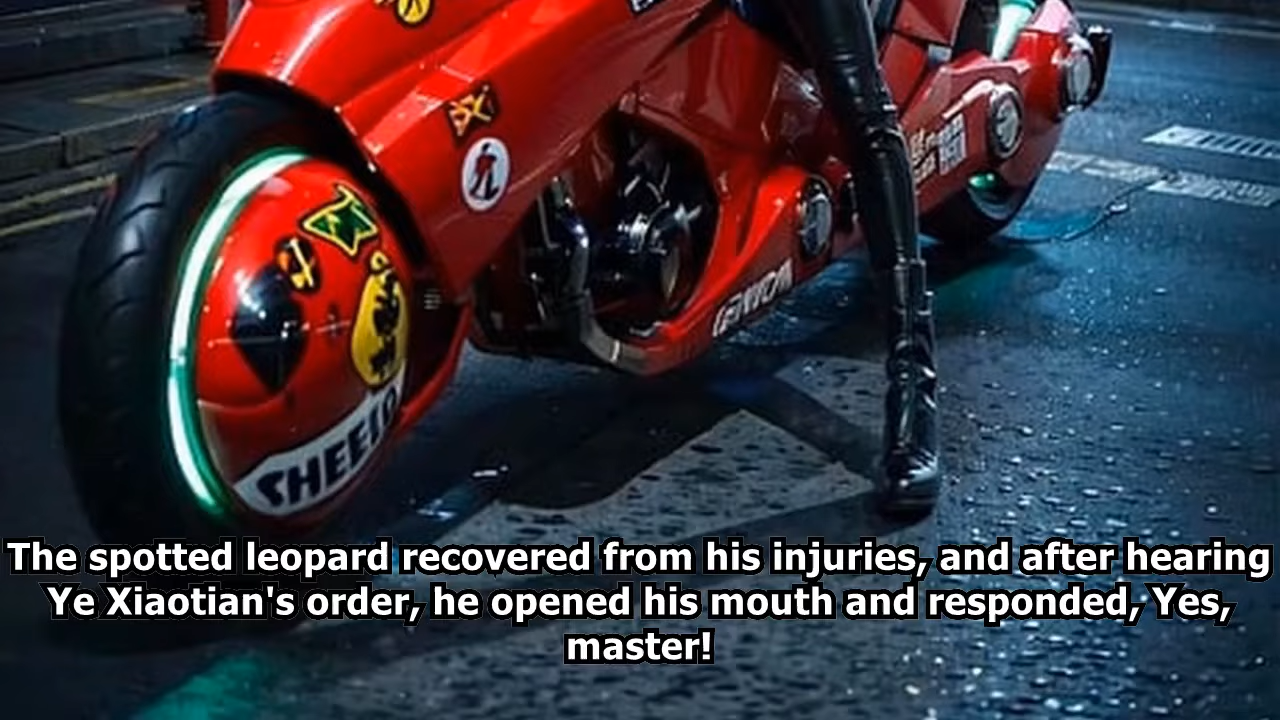 The spotted leopard recovered from his injuries, and after hearing
Ye Xiaotian's order, he opened his mouth and responded, Yes,
master!